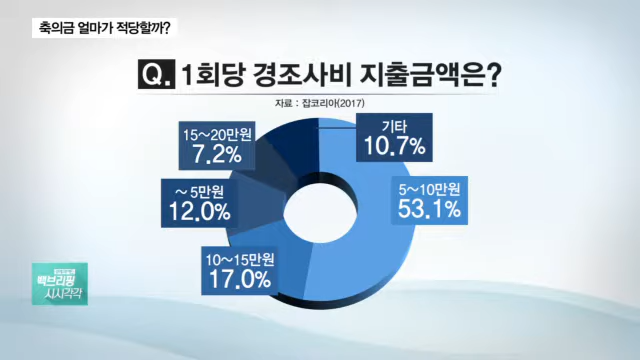 축의금 얼마가 적당할까?
Q. 1회당 경조사비 지출금액은?
자료 : 잡코리아(2017)
15~20만원
7.2%
기타
10.7%
~5만원
12.0%
5~10만원
53.1%
10~15만원
17.0%
백브리핑
시시각각